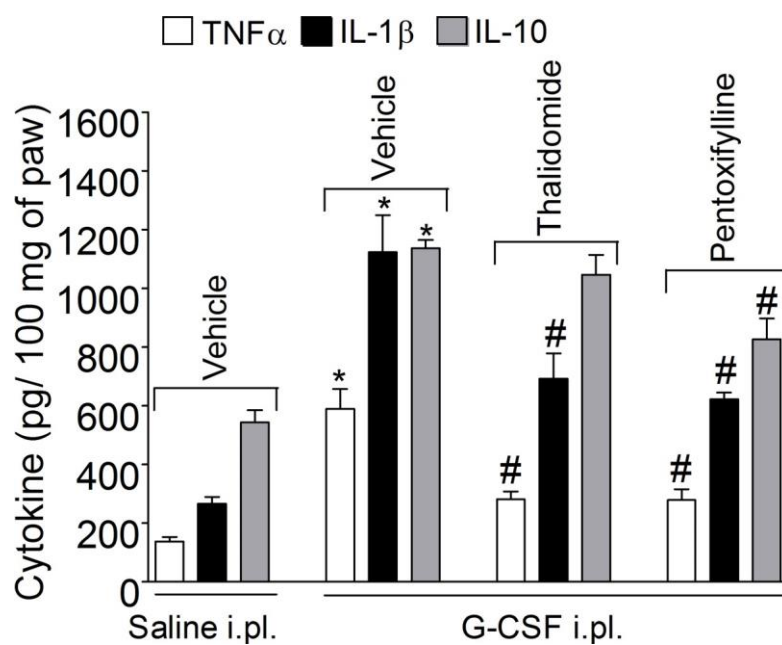 TNFα IL-1β IL-10
Cytokine (pg/ 100 mg of paw)
1600
1400
1200
1000
800
600
400
200
0
Vehicle
Vehicle
Thalidomide
Pentoxifylline
*
*
*
#
#
#
#
#
Saline i.pl.
G-CSF i.pl.